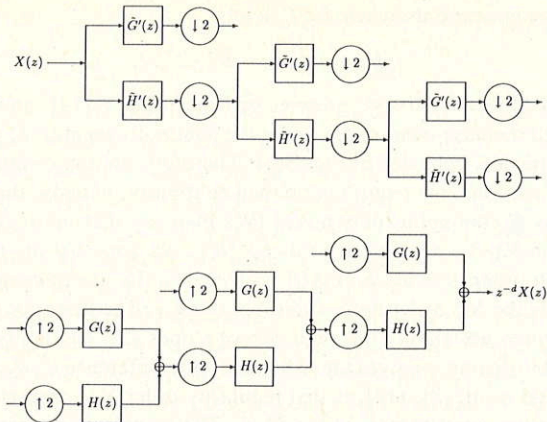 G̃′(z) ↓2
X(z)
H̃′(z) ↓2 G̃′(z) ↓2
G̃′(z) ↓2
H̃′(z) ↓2
H̃′(z) ↓2
↑2 G(z)
z^{-d}X(z)
↑2 G(z)
↑2 G(z) ↑2 H(z)
↑2 H(z)
↑2 H(z)